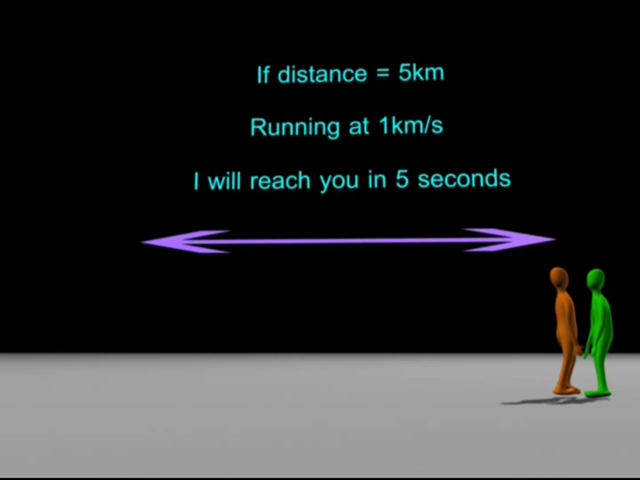 If distance = 5km
Running at 1km/s
I will reach you in 5 seconds